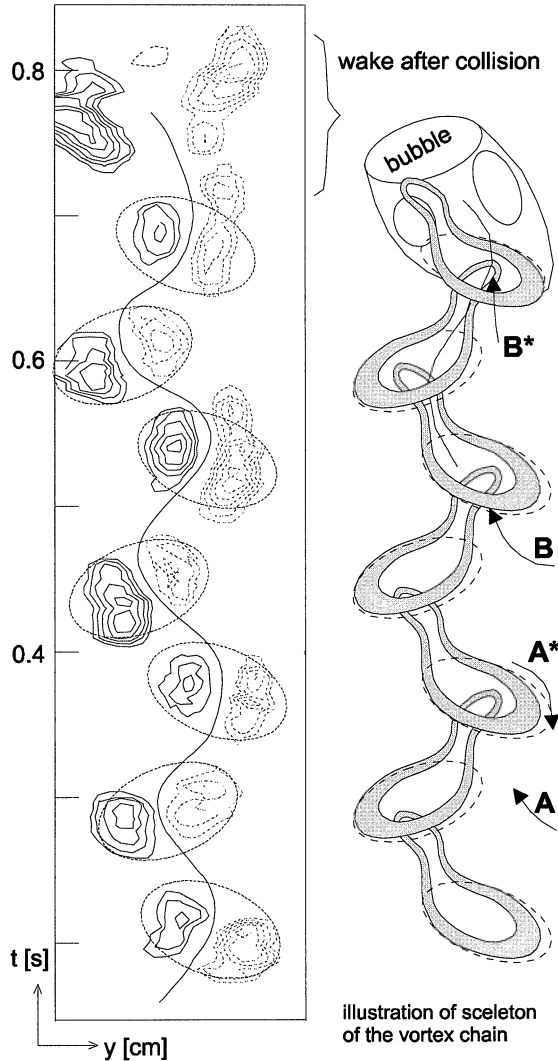 0.8
0.6
0.4
t [s]
y [cm]
wake after collision
bubble
B*
B
A*
A
illustration of sceleton
of the vortex chain